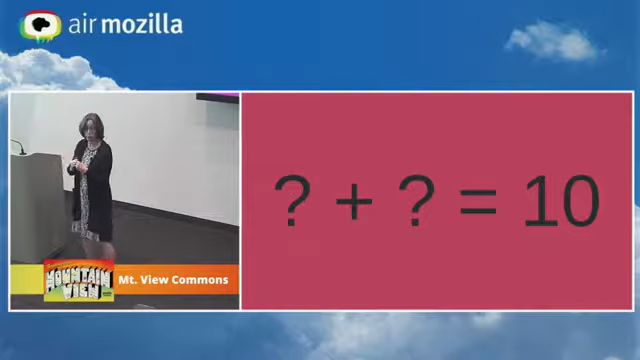 air mozilla
? + ? = 10
MOUNTAIN
VIEW
Mt. View Commons